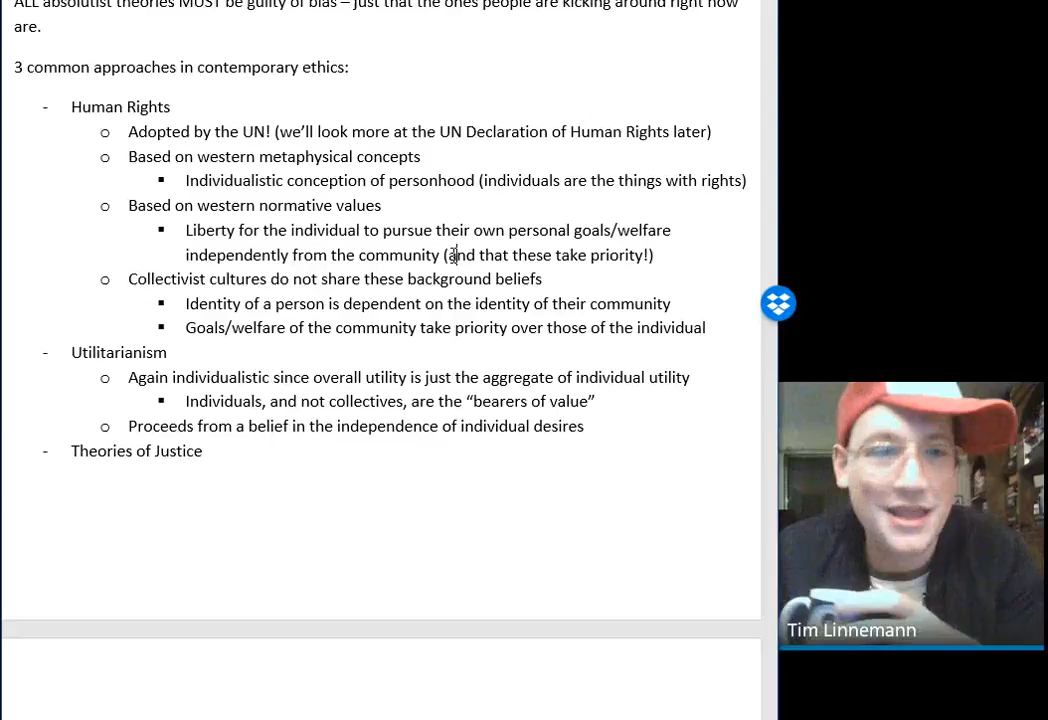 ALL absolutist theories MUST be guilty of bias – just that the ones people are kicking around right now
are.
3 common approaches in contemporary ethics:
- Human Rights
o Adopted by the UN! (we’ll look more at the UN Declaration of Human Rights later)
o Based on western metaphysical concepts
▪ Individualistic conception of personhood (individuals are the things with rights)
o Based on western normative values
▪ Liberty for the individual to pursue their own personal goals/welfare
independently from the community (and that these take priority!)
o Collectivist cultures do not share these background beliefs
▪ Identity of a person is dependent on the identity of their community
▪ Goals/welfare of the community take priority over those of the individual
- Utilitarianism
o Again individualistic since overall utility is just the aggregate of individual utility
▪ Individuals, and not collectives, are the “bearers of value”
o Proceeds from a belief in the independence of individual desires
- Theories of Justice
Tim Linnemann